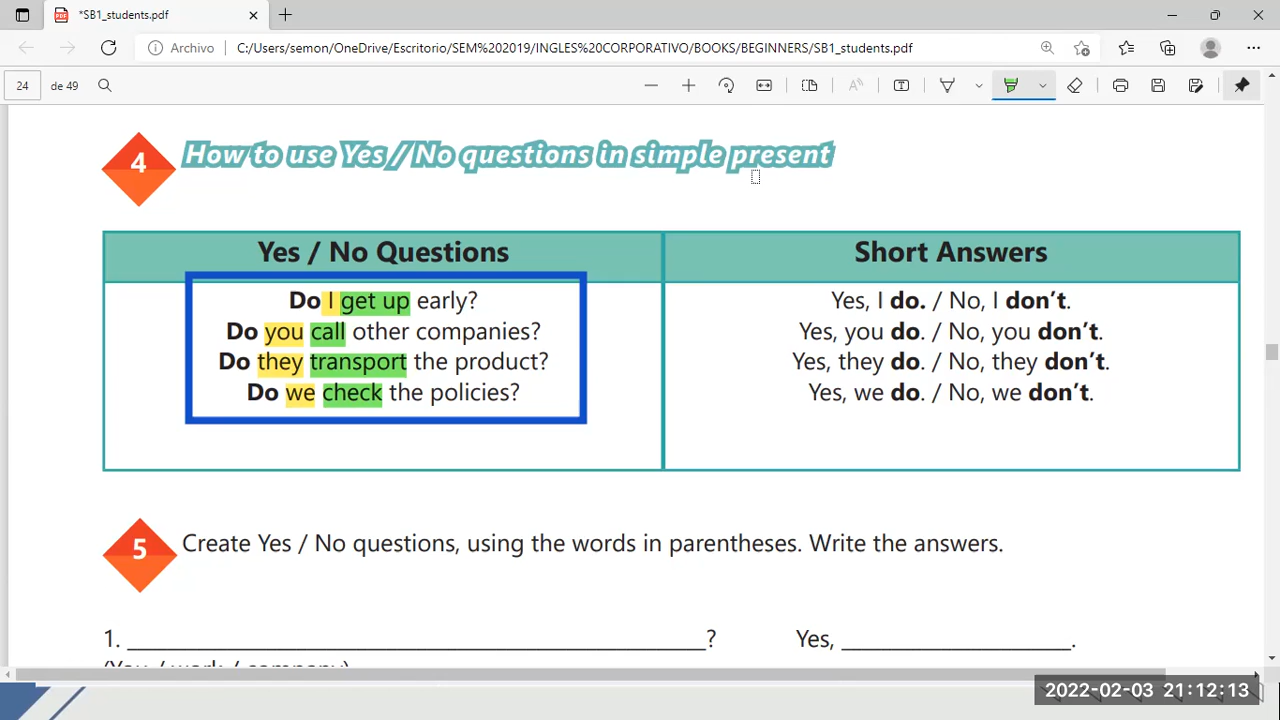 *SB1_students.pdf
Archivo C:/Users/semon/OneDrive/Escritorio/SEM%202019/INGLES%20CORPORATIVO/BOOKS/BEGINNERS/SB1_students.pdf
24 de 49
4 How to use Yes / No questions in simple present
Yes / No Questions
Do I get up early?
Do you call other companies?
Do they transport the product?
Do we check the policies?
Short Answers
Yes, I do. / No, I don't.
Yes, you do. / No, you don't.
Yes, they do. / No, they don't.
Yes, we do. / No, we don't.
5 Create Yes / No questions, using the words in parentheses. Write the answers.
1. ________________________________________? Yes, __________________.
(You / work / company)
2022-02-03 21:12:13